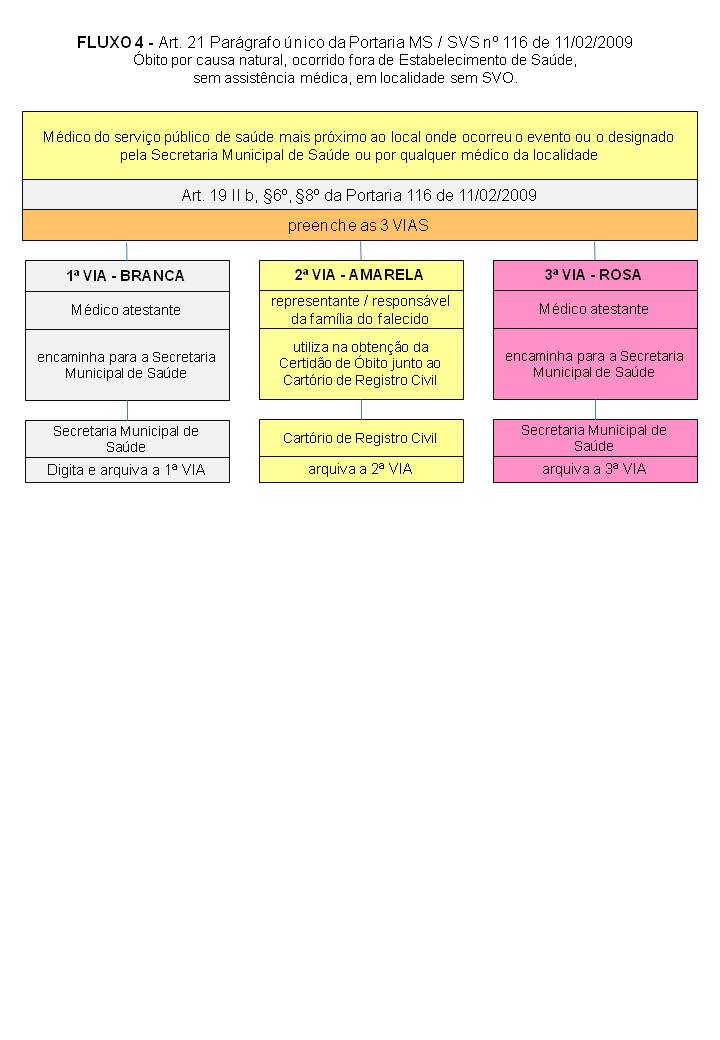 FLUXO 4 - Art. 21 Parágrafo único da Portaria MS / SVS nº 116 de 11/02/2009
Óbito por causa natural, ocorrido fora de Estabelecimento de Saúde,
sem assistência médica, em localidade sem SVO.
Médico do serviço público de saúde mais próximo ao local onde ocorreu o evento ou o designado
pela Secretaria Municipal de Saúde ou por qualquer médico da localidade
Art. 19 II b, §6º, §8º da Portaria 116 de 11/02/2009
preenche as 3 VIAS
1ª VIA - BRANCA
Médico atestante
encaminha para a Secretaria
Municipal de Saúde
Secretaria Municipal de
Saúde
Digita e arquiva a 1ª VIA
2ª VIA - AMARELA
representante / responsável
da família do falecido
utiliza na obtenção da
Certidão de Óbito junto ao
Cartório de Registro Civil
Cartório de Registro Civil
arquiva a 2ª VIA
3ª VIA - ROSA
Médico atestante
encaminha para a Secretaria
Municipal de Saúde
Secretaria Municipal de
Saúde
arquiva a 3ª VIA